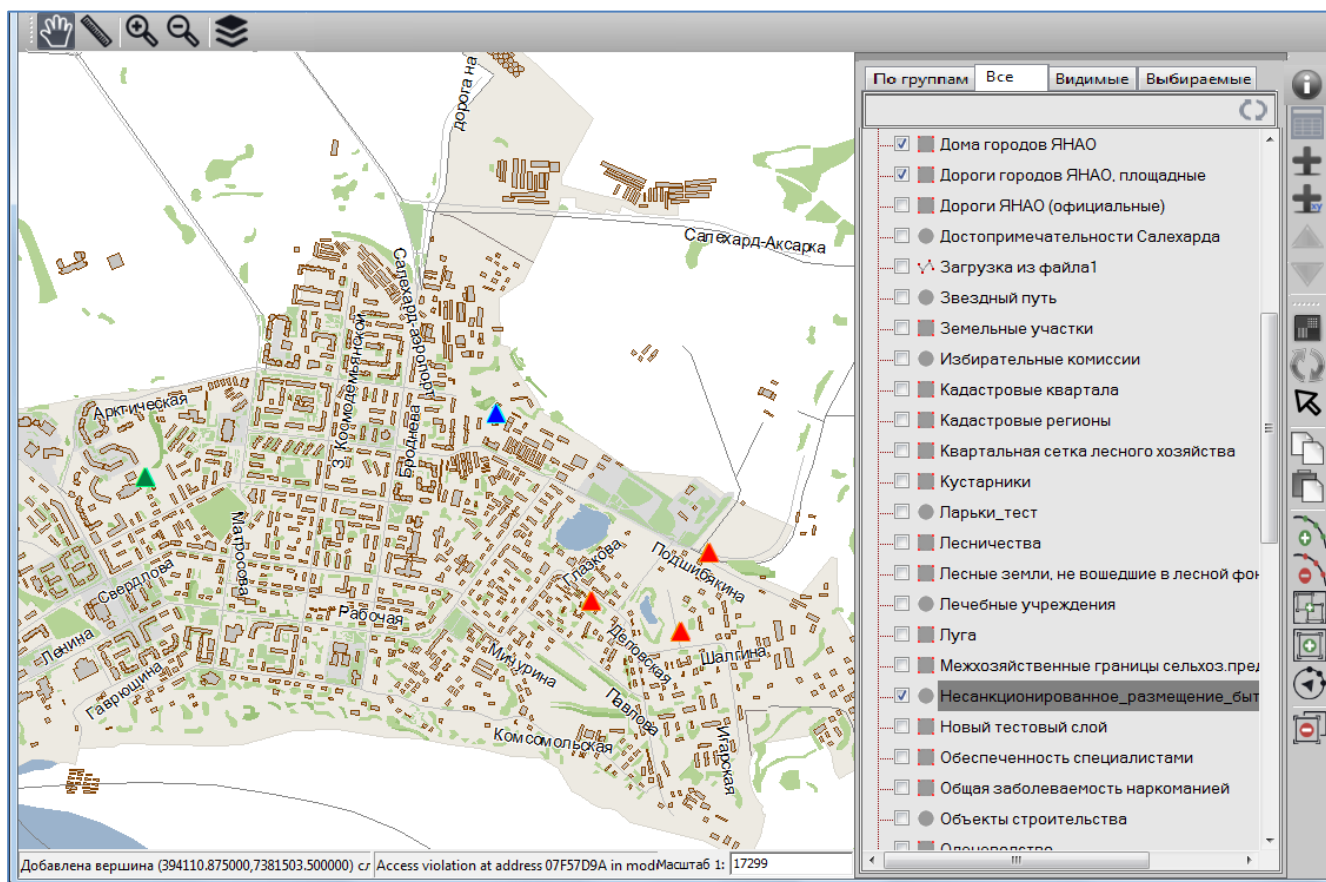 По группам Все Видимые Выбираемые
Дома городов ЯНАО
Дороги городов ЯНАО, площадные
Дороги ЯНАО (официальные)
Достопримечательности Салехарда
Загрузка из файла1
Звездный путь
Земельные участки
Избирательные комиссии
Кадастровые квартала
Кадастровые регионы
Квартальная сетка лесного хозяйства
Кустарники
Ларьки_тест
Лесничества
Лесные земли, не вошедшие в лесной фон
Лечебные учреждения
Луга
Межхозяйственные границы сельхоз.пред
Несанкционированное_размещение_быт
Новый тестовый слой
Обеспеченность специалистами
Общая заболеваемость наркоманией
Объекты строительства
xy
дорога на
Салехард-Аксарка
Салехард-аэропорт
З. Космодемьянской
Броднева
Арктическая
Матросова
Свердлова
Ленина
Гаврюшина
Рабочая
Глазкова
Подшибякина
Деповская
Шалгина
Мичурина
Павлова
Игарская
Комсомольская
Добавлена вершина (394110.875000,7381503.500000) сл
Access violation at address 07F57D9A in mod
Масштаб 1: 17299